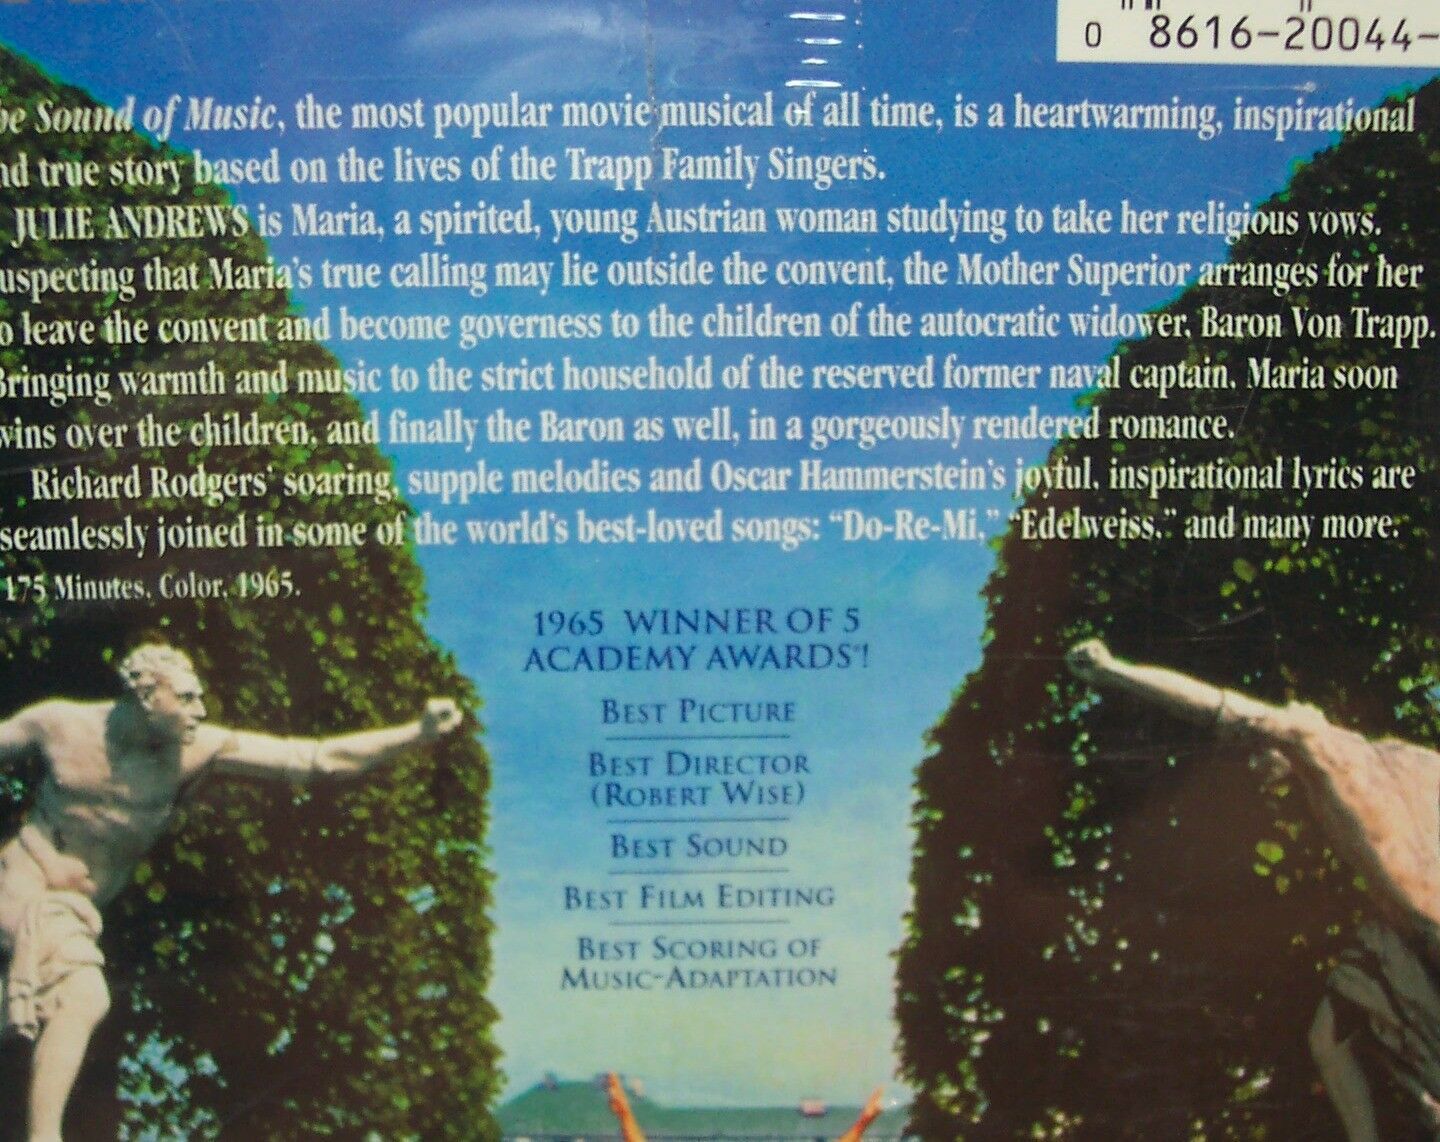 0 8616-20044-
he Sound of Music, the most popular movie musical of all time, is a heartwarming, inspirational
nd true story based on the lives of the Trapp Family Singers.
JULIE ANDREWS is Maria, a spirited, young Austrian woman studying to take her religious vows.
uspecting that Maria's true calling may lie outside the convent, the Mother Superior arranges for her
o leave the convent and become governess to the children of the autocratic widower, Baron Von Trapp.
Bringing warmth and music to the strict household of the reserved former naval captain, Maria soon
wins over the children, and finally the Baron as well, in a gorgeously rendered romance.
Richard Rodgers' soaring, supple melodies and Oscar Hammerstein's joyful, inspirational lyrics are
seamlessly joined in some of the world's best-loved songs: “Do-Re-Mi,” “Edelweiss,” and many more.
175 Minutes, Color, 1965.
1965 WINNER OF 5
ACADEMY AWARDS®!
BEST PICTURE
BEST DIRECTOR
(ROBERT WISE)
BEST SOUND
BEST FILM EDITING
BEST SCORING OF
MUSIC-ADAPTATION